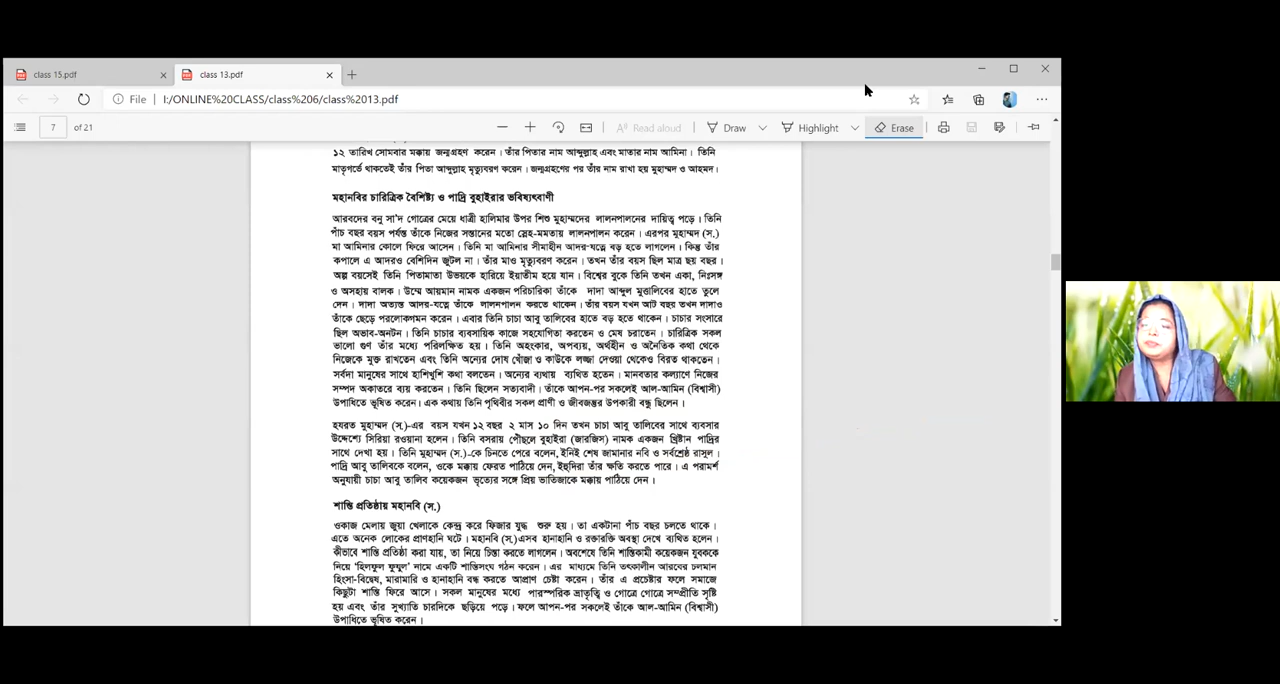 class 15.pdf
class 13.pdf
File
I:/ONLINE%20CLASS/class%206/class%2013.pdf
7 of 21
Read aloud
Draw
Highlight
Erase
১২ তারিখ সোমবার মক্কায় জন্মগ্রহণ করেন। তাঁর পিতার নাম আব্দুল্লাহ এবং মাতার নাম আমিনা। তিনি
মাতৃগর্ভে থাকতেই তাঁর পিতা আব্দুল্লাহ মৃত্যুবরণ করেন। জন্মগ্রহণের পর তাঁর নাম রাখা হয় মুহাম্মদ ও আহমদ।
মহানবির চারিত্রিক বৈশিষ্ট্য ও পাদ্রি বুহাইরার ভবিষ্যৎবাণী
আরবদের বনু সা'দ গোত্রের মেয়ে ধাত্রী হালিমার উপর শিশু মুহাম্মদের লালনপালনের দায়িত্ব পড়ে। তিনি
পাঁচ বছর বয়স পর্যন্ত তাঁকে নিজের সন্তানের মতো স্নেহ-মমতায় লালনপালন করেন। এরপর মুহাম্মদ (স.)
মা আমিনার কোলে ফিরে আসেন। তিনি মা আমিনার সীমাহীন আদর-যত্নে বড় হতে লাগলেন। কিন্তু তাঁর
কপালে এ আদরও বেশিদিন জুটল না। তাঁর মাও মৃত্যুবরণ করেন। তখন তাঁর বয়স ছিল মাত্র ছয় বছর।
অল্প বয়সেই তিনি পিতামাতা উভয়কে হারিয়ে ইয়াতীম হয়ে যান। বিশ্বের বুকে তিনি তখন একা, নিঃসঙ্গ
ও অসহায় বালক। উম্মে আয়মান নামক একজন পরিচারিকা তাঁকে দাদা আব্দুল মুত্তালিবের হাতে তুলে
দেন। দাদা অত্যন্ত আদর-যত্নে তাঁকে লালনপালন করতে থাকেন। তাঁর বয়স যখন আট বছর তখন দাদাও
তাঁকে ছেড়ে পরলোকগমন করেন। এবার তিনি চাচা আবু তালিবের হাতে বড় হতে থাকেন। চাচার সংসারে
ছিল অভাব-অনটন। তিনি চাচার ব্যবসায়িক কাজে সহযোগিতা করতেন ও মেষ চরাতেন। চারিত্রিক সকল
ভালো গুণ তাঁর মধ্যে পরিলক্ষিত হয়। তিনি অহংকার, অপব্যয়, অর্থহীন ও অনৈতিক কথা থেকে
নিজেকে মুক্ত রাখতেন এবং তিনি অন্যের দোষ খোঁজা ও কাউকে লজ্জা দেওয়া থেকেও বিরত থাকতেন।
সর্বদা মানুষের সাথে হাশিখুশি কথা বলতেন। অন্যের ব্যথায় ব্যথিত হতেন। মানবতার কল্যাণে নিজের
সম্পদ অকাতরে ব্যয় করতেন। তিনি ছিলেন সত্যবাদী। তাঁকে আপন-পর সকলেই আল-আমিন (বিশ্বাসী)
উপাধিতে ভূষিত করেন। এক কথায় তিনি পৃথিবীর সকল প্রাণী ও জীবজন্তুর উপকারী বন্ধু ছিলেন।
হযরত মুহাম্মদ (স.)-এর বয়স যখন ১২ বছর ২ মাস ১০ দিন তখন চাচা আবু তালিবের সাথে ব্যবসার
উদ্দেশ্যে সিরিয়া রওয়ানা হলেন। তিনি বসরায় পৌঁছলে বুহাইরা (জারজিস) নামক একজন খ্রিষ্টান পাদ্রির
সাথে দেখা হয়। তিনি মুহাম্মদ (স.)-কে চিনতে পেরে বলেন, ইনিই শেষ জামানার নবি ও সর্বশ্রেষ্ঠ রাসুল।
পাদ্রি আবু তালিবকে বলেন, ওকে মক্কায় ফেরত পাঠিয়ে দেন, ইহুদিরা তাঁর ক্ষতি করতে পারে। এ পরামর্শ
অনুযায়ী চাচা আবু তালিব কয়েকজন ভৃত্যের সঙ্গে প্রিয় ভাতিজাকে মক্কায় পাঠিয়ে দেন।
শান্তি প্রতিষ্ঠায় মহানবি (স.)
ওকাজ মেলায় জুয়া খেলাকে কেন্দ্র করে ফিজার যুদ্ধ শুরু হয়। তা একটানা পাঁচ বছর চলতে থাকে।
এতে অনেক লোকের প্রাণহানি ঘটে। মহানবি (স.) এসব হানাহানি ও রক্তারক্তি অবস্থা দেখে ব্যথিত হলেন।
কীভাবে শান্তি প্রতিষ্ঠা করা যায়, তা নিয়ে চিন্তা করতে লাগলেন। অবশেষে তিনি শান্তিকামী কয়েকজন যুবককে
নিয়ে 'হিলফুল ফুযুল' নামে একটি শান্তিসংঘ গঠন করেন। এর মাধ্যমে তিনি তৎকালীন আরবের চলমান
হিংসা-বিদ্বেষ, মারামারি ও হানাহানি বন্ধ করতে আপ্রাণ চেষ্টা করেন। তাঁর এ প্রচেষ্টার ফলে সমাজে
কিছুটা শান্তি ফিরে আসে। সকল মানুষের মধ্যে পারস্পরিক ভ্রাতৃত্ব ও গোত্রে গোত্রে সম্প্রীতি সৃষ্টি
হয় এবং তাঁর সুখ্যাতি চারদিকে ছড়িয়ে পড়ে। ফলে আপন-পর সকলেই তাঁকে আল-আমিন (বিশ্বাসী)
উপাধিতে ভূষিত করেন।